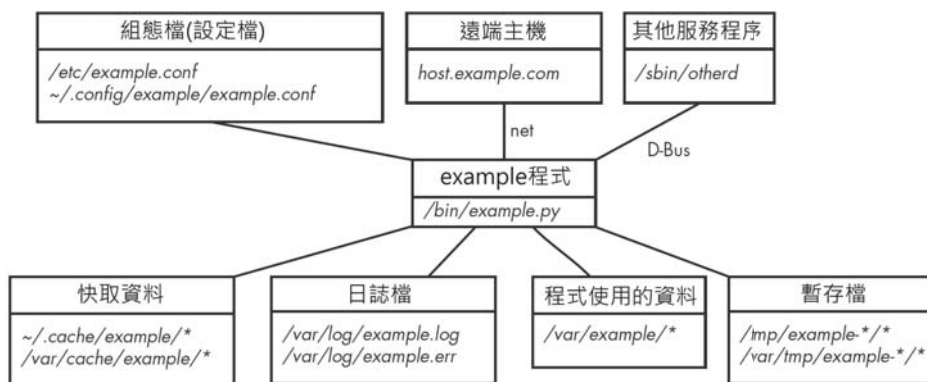 組態檔(設定檔)
/etc/example.conf
~/.config/example/example.conf
遠端主機
host.example.com
其他服務程序
/sbin/otherd
net
D-Bus
example程式
/bin/example.py
快取資料
~/.cache/example/*
/var/cache/example/*
日誌檔
/var/log/example.log
/var/log/example.err
程式使用的資料
/var/example/*
暫存檔
/tmp/example-*/*
/var/tmp/example-*/*